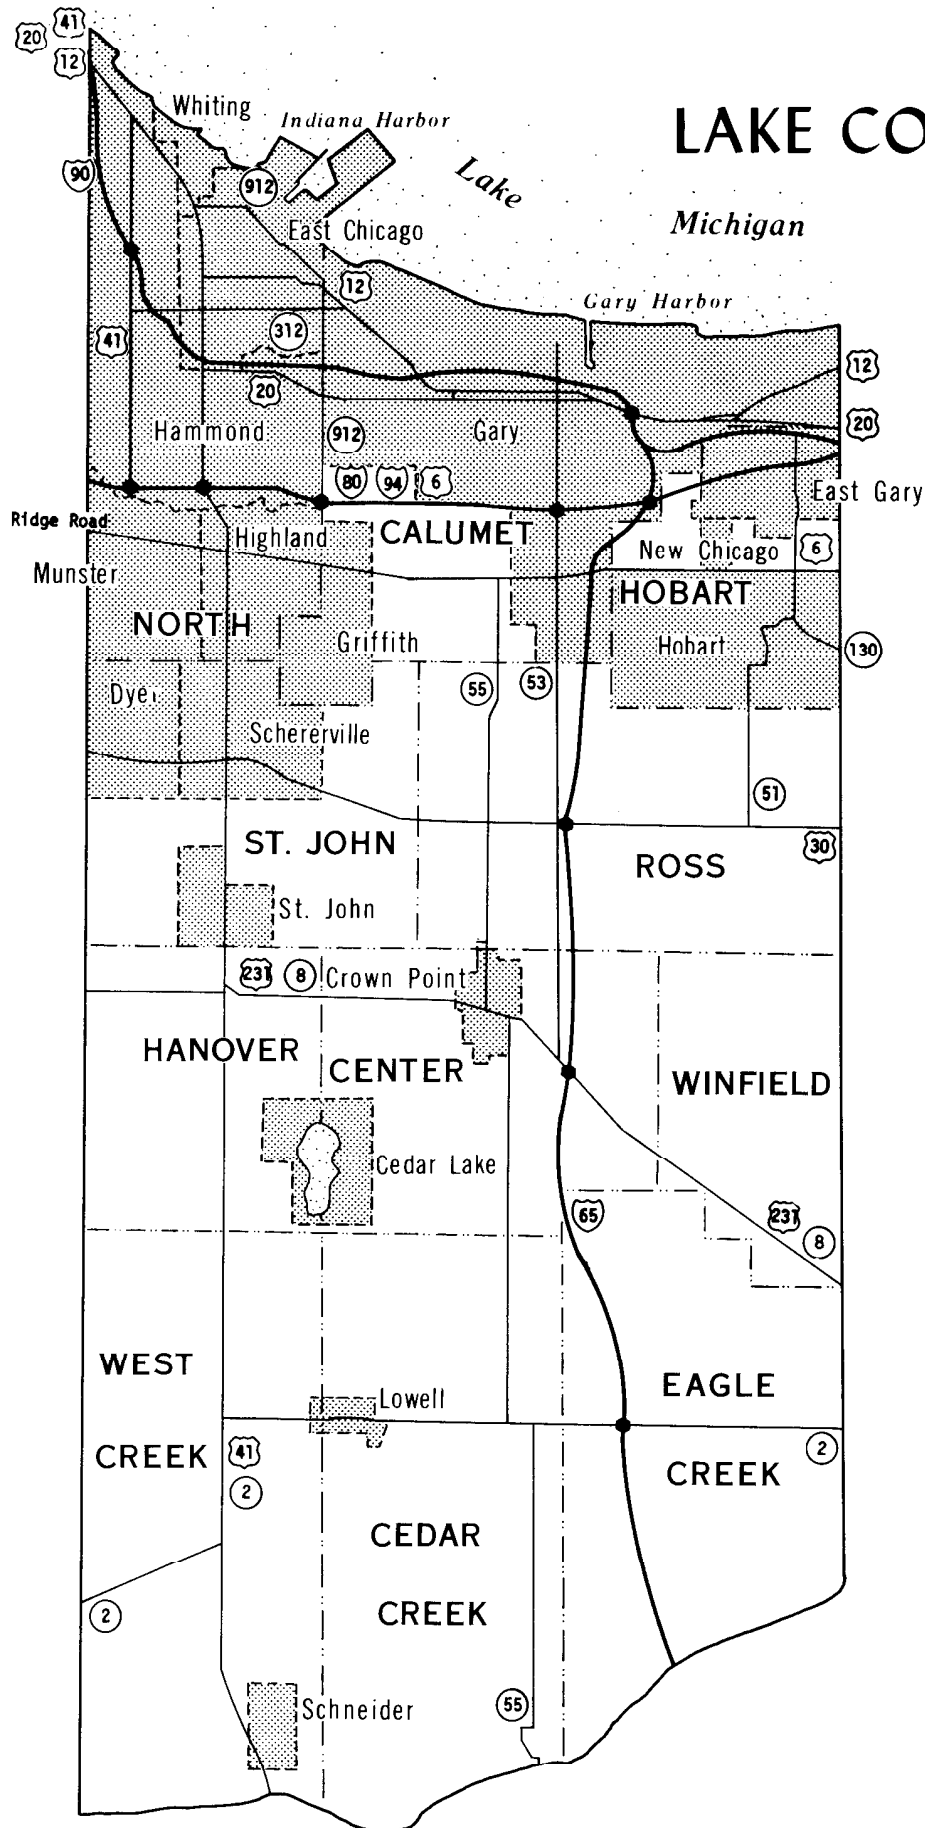 41
20
12
Whiting
Indiana Harbor
LAKE CO
90
912
Lake
Michigan
East Chicago
12
Gary Harbor
312
41
12
20
20
Hammond
912
Gary
80 94 6
East Gary
Ridge Road
Highland
CALUMET
New Chicago
6
Munster
HOBART
NORTH
Griffith
Hobart
130
55
53
Dyer
Schererville
51
ST. JOHN
30
ROSS
St. John
231 8 Crown Point
HANOVER
CENTER
WINFIELD
Cedar Lake
65
231
8
WEST
CREEK
EAGLE
CREEK
Lowell
41
2
2
CEDAR
CREEK
2
55
Schneider